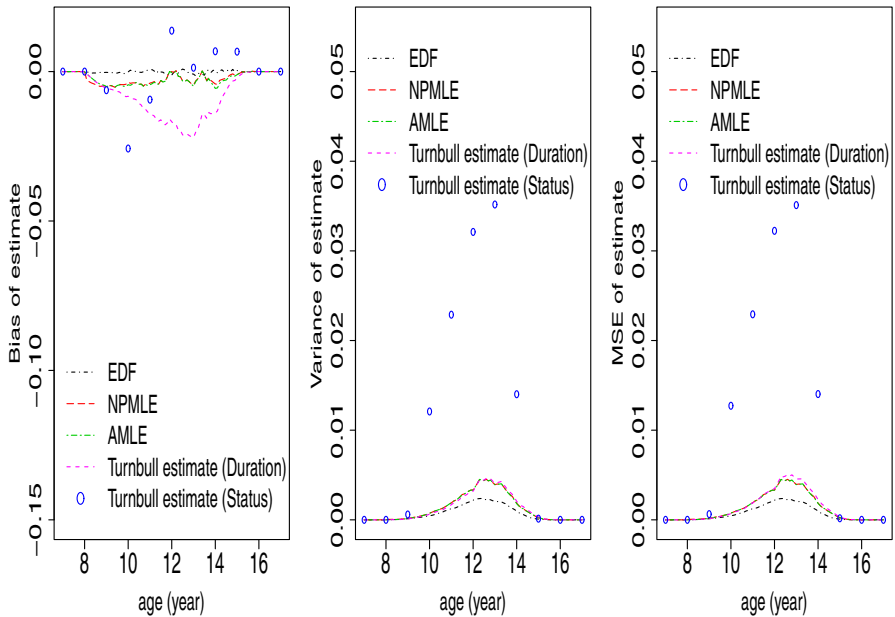 Bias of estimate
0.00
−0.05
−0.10
−0.15
EDF
NPMLE
AMLE
Turnbull estimate (Duration)
Turnbull estimate (Status)
8 10 12 14 16
age (year)
Variance of estimate
0.05
0.04
0.03
0.02
0.01
0.00
EDF
NPMLE
AMLE
Turnbull estimate (Duration)
Turnbull estimate (Status)
8 10 12 14 16
age (year)
MSE of estimate
0.05
0.04
0.03
0.02
0.01
0.00
EDF
NPMLE
AMLE
Turnbull estimate (Duration)
Turnbull estimate (Status)
8 10 12 14 16
age (year)